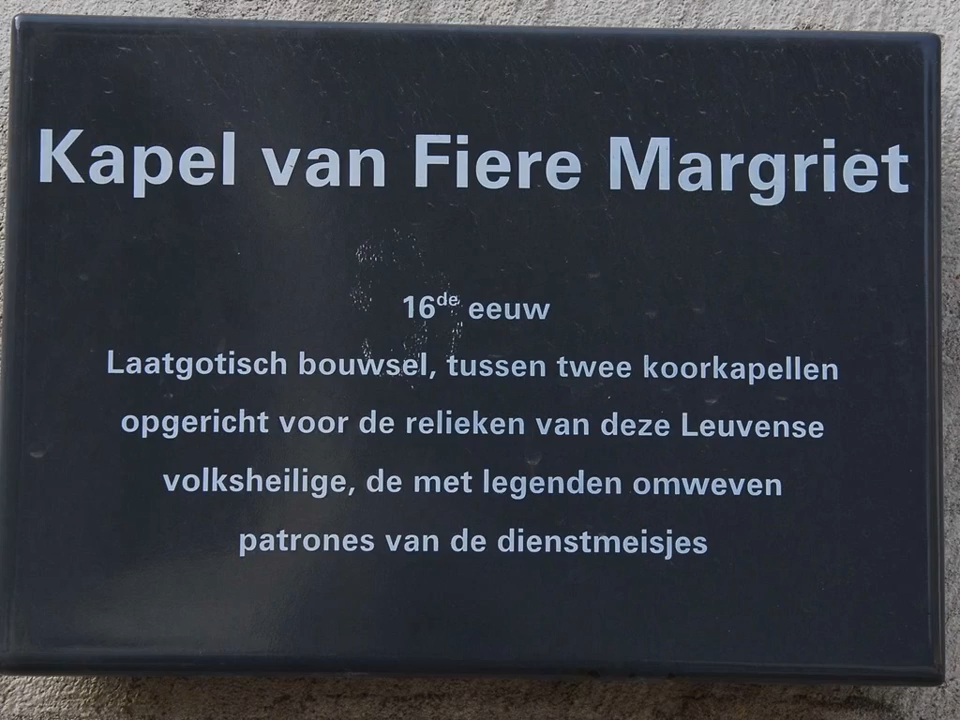 Kapel van Fiere Margriet
16de eeuw
Laatgotisch bouwsel, tussen twee koorkapellen
opgericht voor de relieken van deze Leuvense
volksheilige, de met legenden omweven
patrones van de dienstmeisjes